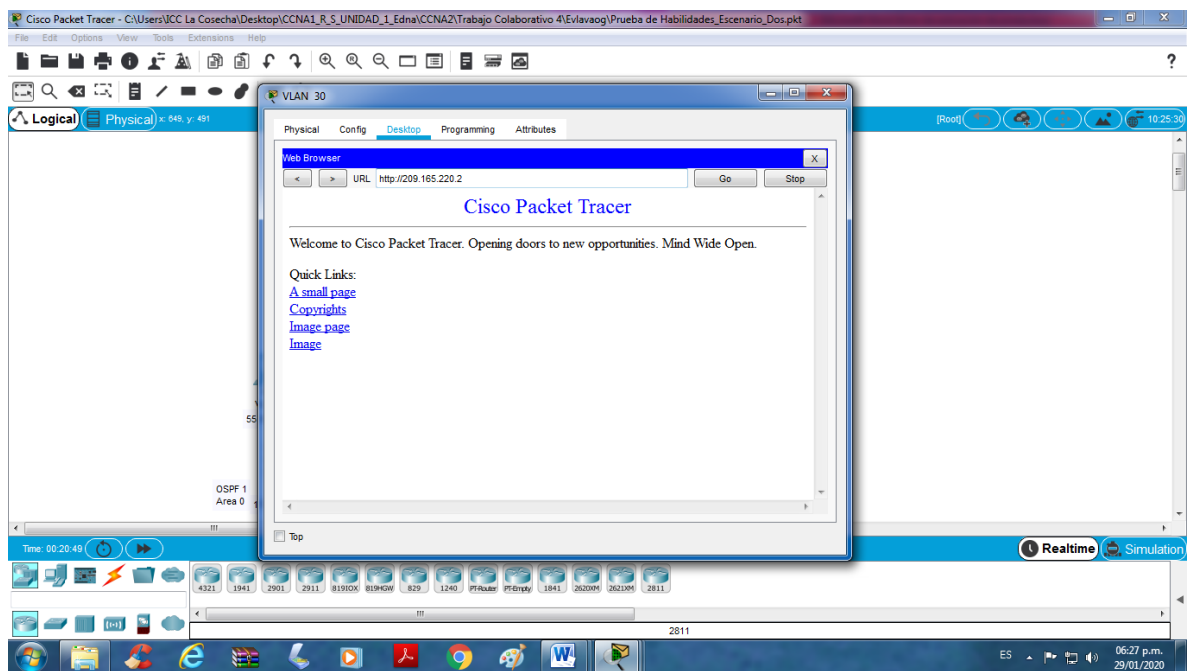 Cisco Packet Tracer - C:\Users\ICC La Cosecha\Desktop\CCNA1_R_S_UNIDAD_1_Edna\CCNA2\Trabajo Colaborativo 4\Evlavaog\Prueba de Habilidades_Escenario_Dos.pkt
File Edit Options View Tools Extensions Help
?
VLAN 30
Logical Physical x: 649, y: 491
[Root] 10:25:30
Physical Config Desktop Programming Attributes
Web Browser X
< > URL http://209.165.220.2 Go Stop
Cisco Packet Tracer
Welcome to Cisco Packet Tracer. Opening doors to new opportunities. Mind Wide Open.
Quick Links:
A small page
Copyrights
Image page
Image
55
OSPF 1
Area 0
Top
Time: 00:20:49
Realtime Simulation
4321 1941 2901 2911 819IOX 819HGW 829 1240 PT-Router PT-Empty 1841 2620XM 2621XM 2811
2811
ES 06:27 p.m.
29/01/2020